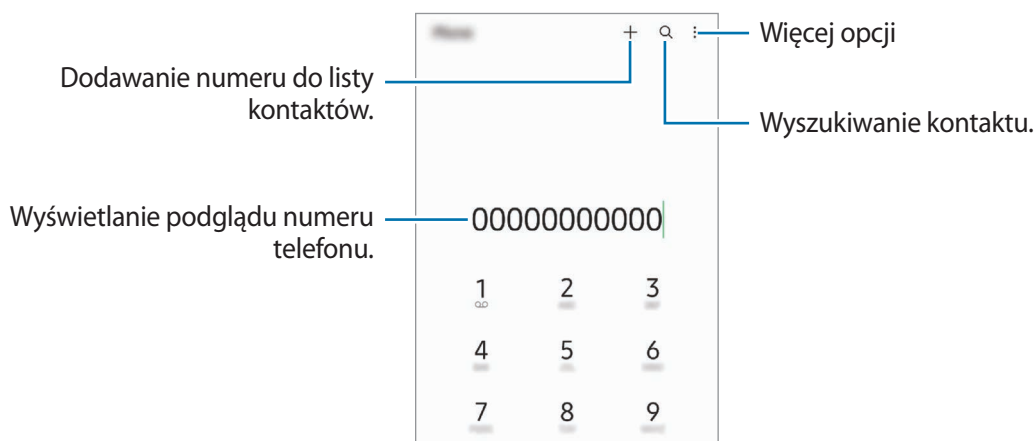 Więcej opcji
Dodawanie numeru do listy
kontaktów.
Wyszukiwanie kontaktu.
Wyświetlanie podglądu numeru
telefonu.
00000000000
1 2 3
4 5 6
7 8 9